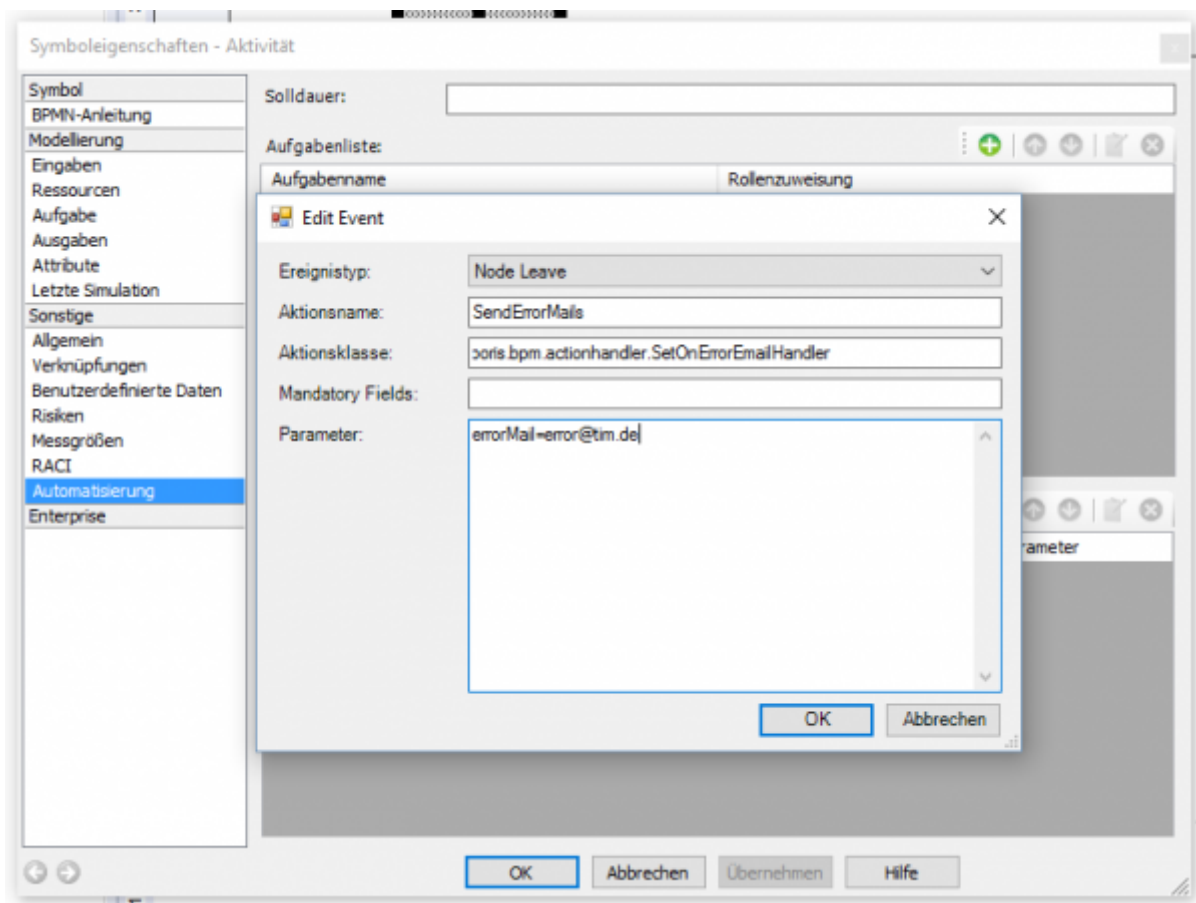 Symboleigenschaften - Aktivität
Symbol
BPMN-Anleitung
Modellierung
Eingaben
Ressourcen
Aufgabe
Ausgaben
Attribute
Letzte Simulation
Sonstige
Allgemein
Verknüpfungen
Benutzerdefinierte Daten
Risiken
Messgrößen
RACI
Automatisierung
Enterprise
Solldauer:
Aufgabenliste:
Aufgabenname Rollenzuweisung
Edit Event
Ereignistyp: Node Leave
Aktionsname: SendErrorMails
Aktionsklasse: boris.bpm.actionhandler.SetOnErrorEmailHandler
Mandatory Fields:
Parameter: errorMail=error@tim.de
OK Abbrechen
rameter
OK Abbrechen Übernehmen Hilfe